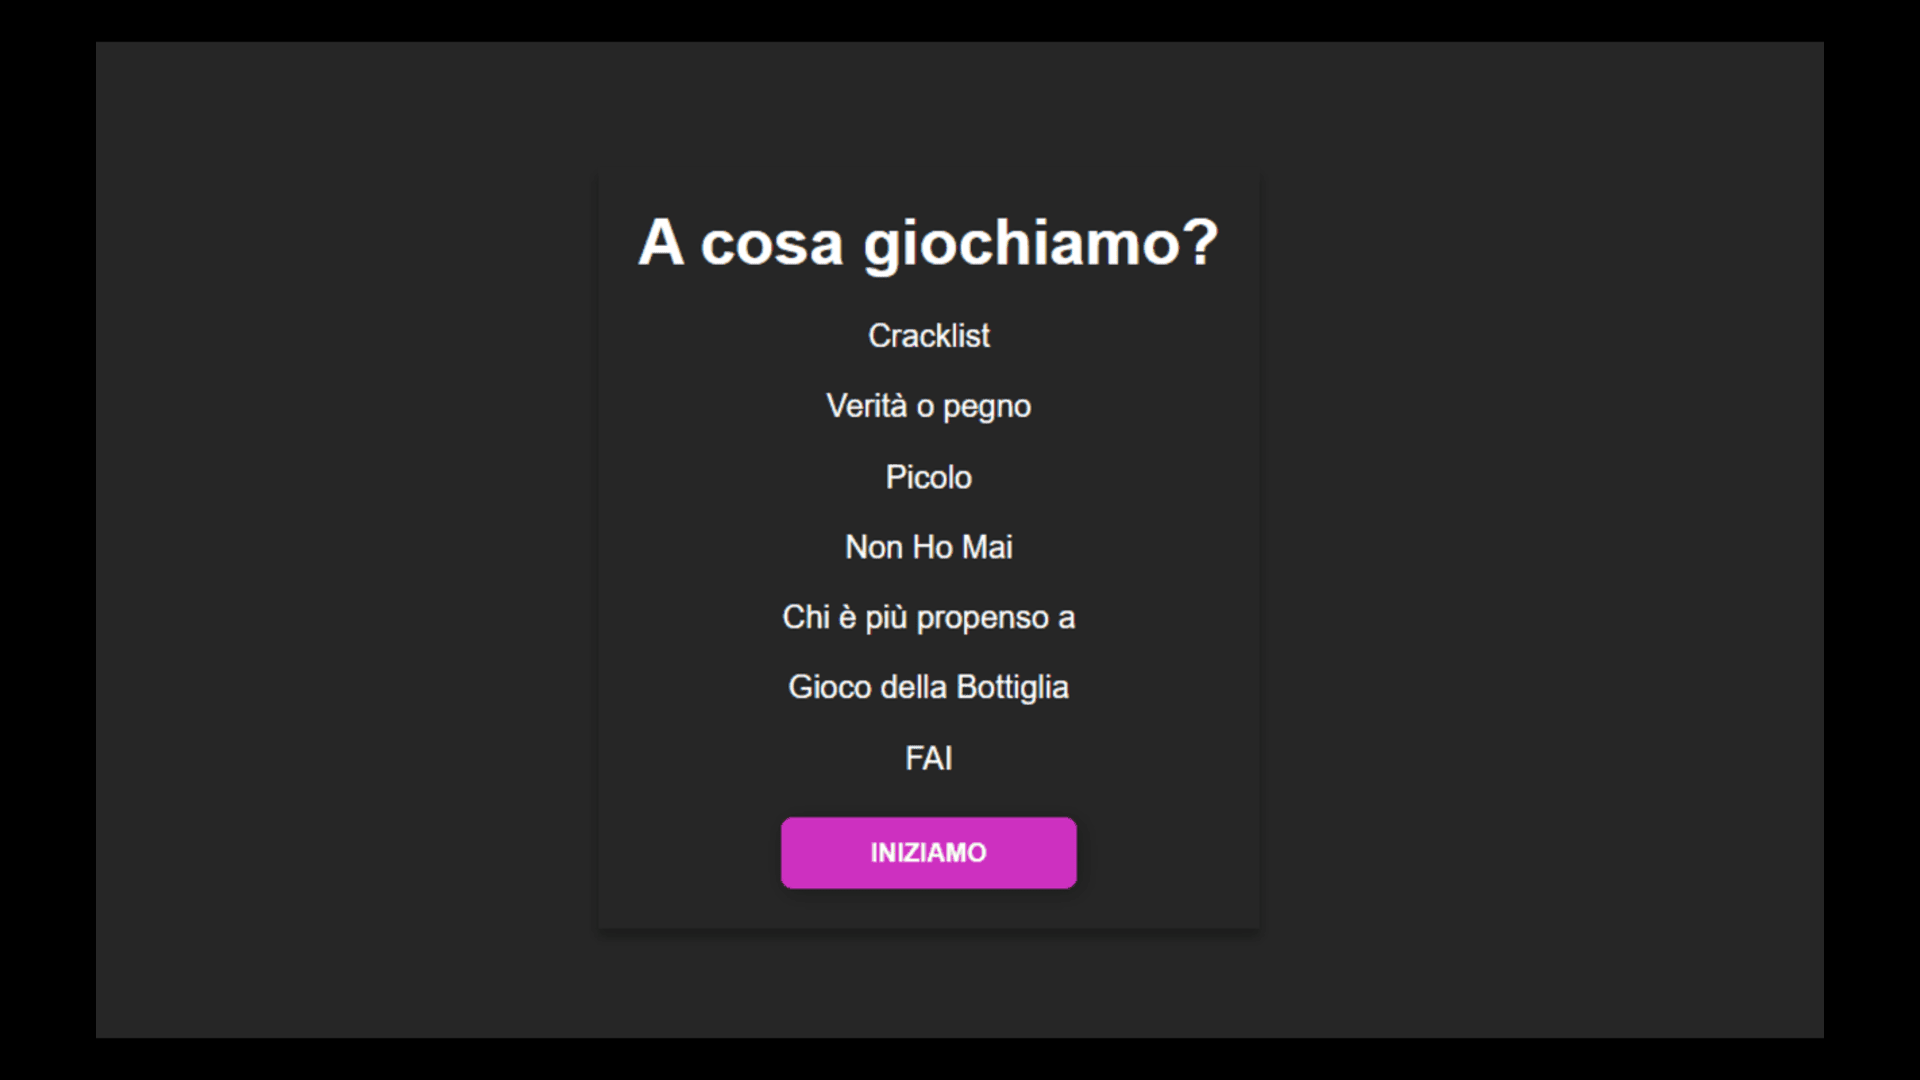 A cosa giochiamo?
Cracklist
Verità o pegno
Picolo
Non Ho Mai
Chi è più propenso a
Gioco della Bottiglia
FAI
INIZIAMO